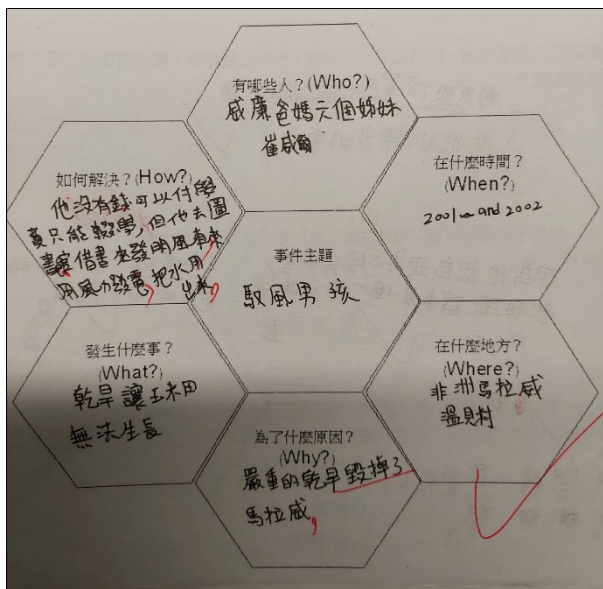 有哪些人？(Who?)
威廉爸媽六個姊妹
崔威爾
如何解決？(How?)
他沒有錢可以付學
費只能輟學,但他去圖
書館借書來發明風車來
用風力發電,把水用
出來,
在什麼時間？
(When?)
2001 and 2002
事件主題
馭風男孩
發生什麼事？
(What?)
乾旱讓玉米田
無法生長
在什麼地方？
(Where?)
非洲馬拉威
溫貝村
為了什麼原因？
(Why?)
嚴重的乾旱毀掉了
馬拉威,